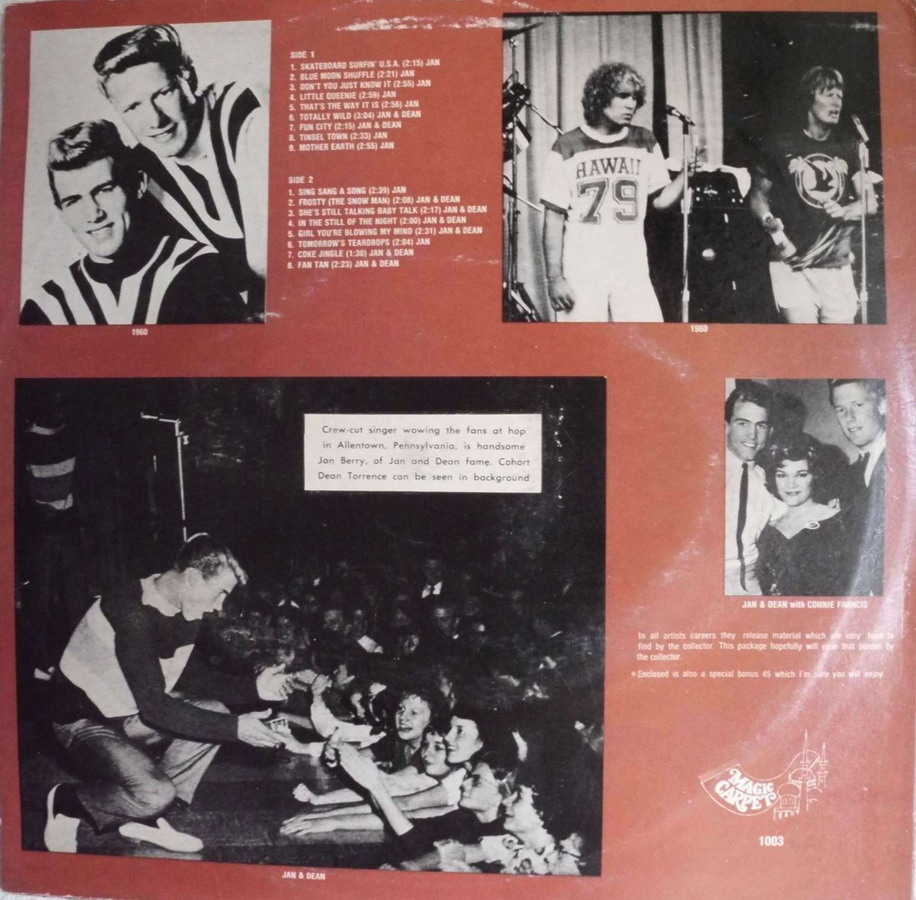 SIDE 1
1. SKATEBOARD SURFIN' U.S.A. (2:15) JAN
2. BLUE MOON SHUFFLE (2:21) JAN
3. DON'T YOU JUST KNOW IT (2:55) JAN
4. LITTLE QUEENIE (2:59) JAN
5. THAT'S THE WAY IT IS (2:56) JAN
6. TOTALLY WILD (3:04) JAN & DEAN
7. FUN CITY (2:15) JAN & DEAN
8. TINSEL TOWN (2:33) JAN
9. MOTHER EARTH (2:55) JAN
SIDE 2
1. SING SANG A SONG (2:39) JAN
2. FROSTY (THE SNOW MAN) (2:08) JAN & DEAN
3. SHE'S STILL TALKING BABY TALK (2:17) JAN & DEAN
4. IN THE STILL OF THE NIGHT (2:00) JAN & DEAN
5. GIRL YOU'RE BLOWING MY MIND (2:31) JAN & DEAN
6. TOMORROW'S TEARDROPS (2:04) JAN
7. COKE JINGLE (1:30) JAN & DEAN
8. FAN TAN (2:23) JAN & DEAN
HAWAII
79
1960
1980
Crew-cut singer wowing the fans at hop
in Allentown, Pennsylvania, is handsome
Jan Berry, of Jan and Dean fame. Cohort
Dean Torrence can be seen in background
JAN & DEAN with CONNIE FRANCIS
In all artists careers they release material which are very hard to
find by the collector. This package hopefully will ease that burden by
the collector.
* Enclosed is also a special bonus 45 which I'm sure you will enjoy.
MAGIC
CARPET
1003
JAN & DEAN